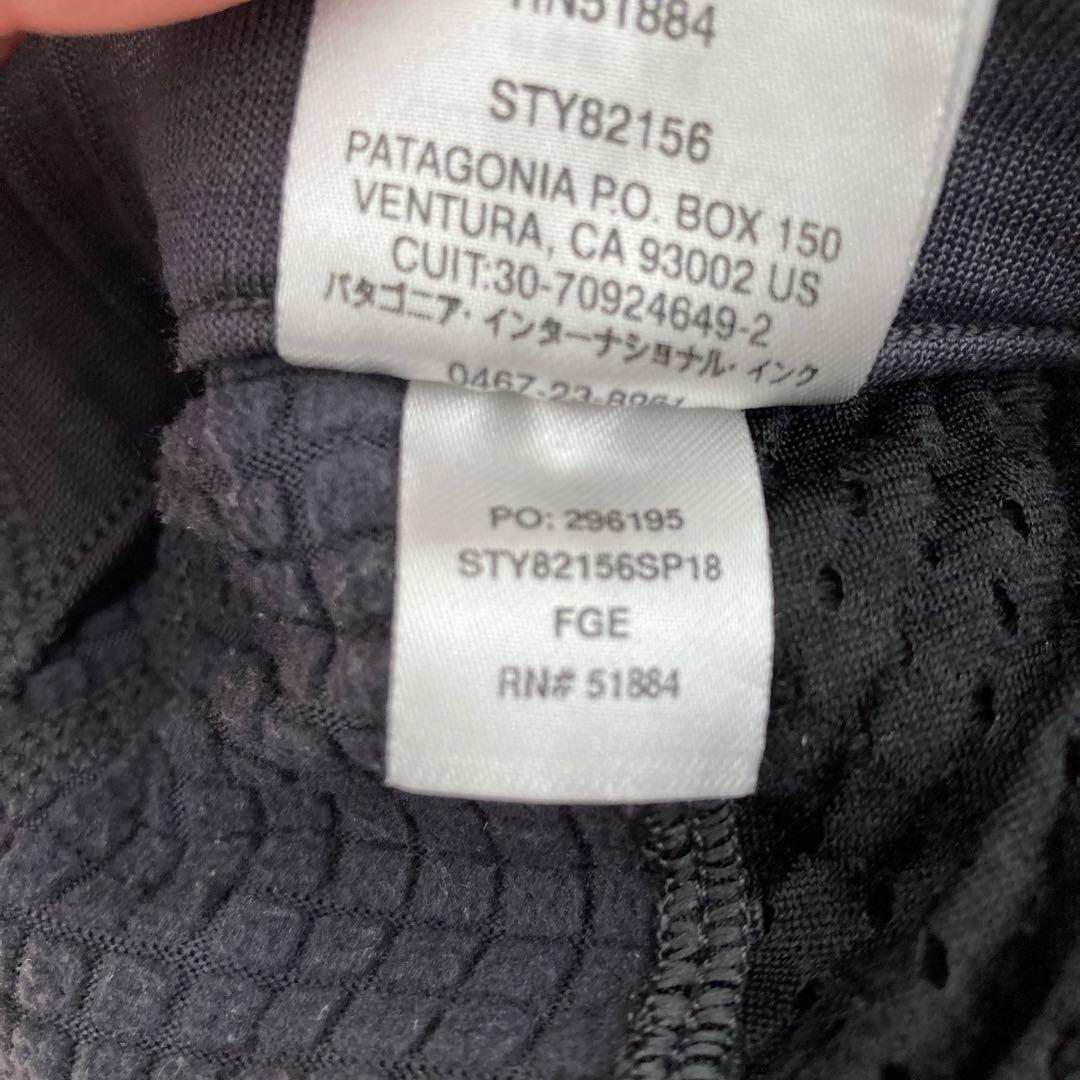 RN51884
STY82156
PATAGONIA P.O. BOX 150
VENTURA, CA 93002 US
CUIT:30-70924649-2
パタゴニア・インターナショナル・インク
PO: 296195
STY82156SP18
FGE
RN# 51884